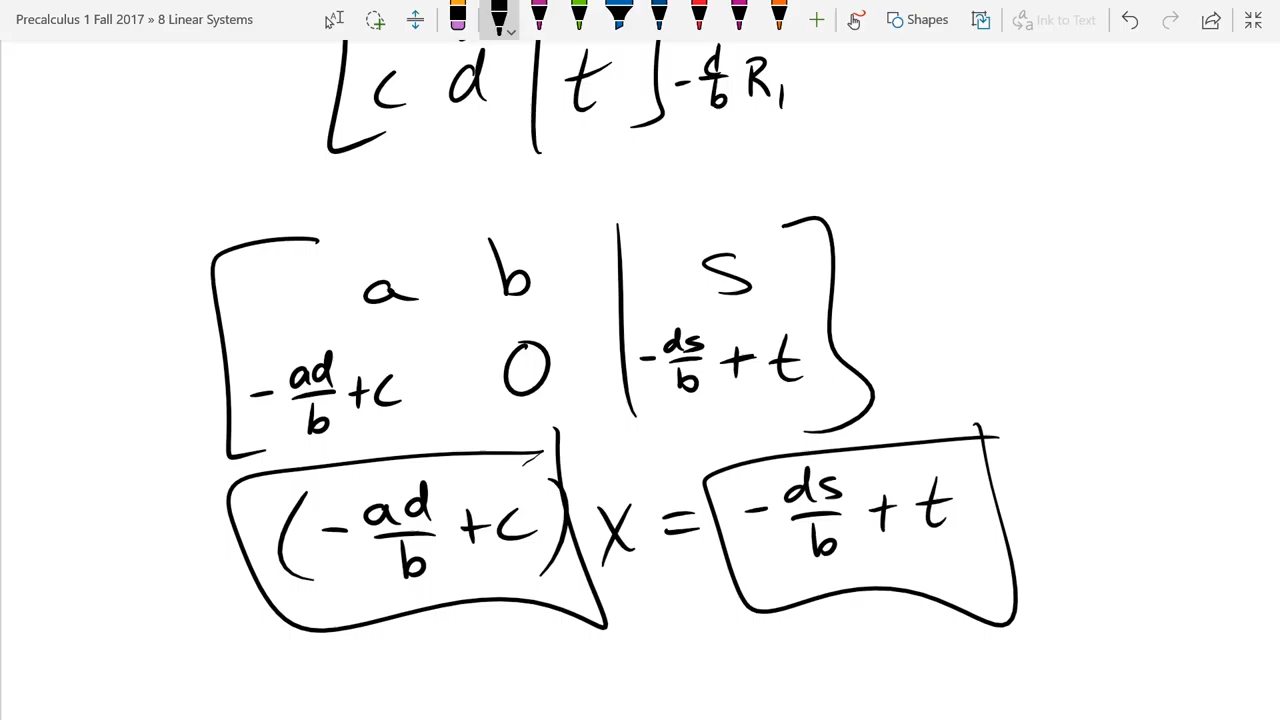 Precalculus 1 Fall 2017 » 8 Linear Systems
Shapes
Ink to Text
[ c d | t ] -d/b R₁
[ a b | s
-ad/b + c 0 | -ds/b + t ]
(-ad/b + c) x = -ds/b + t